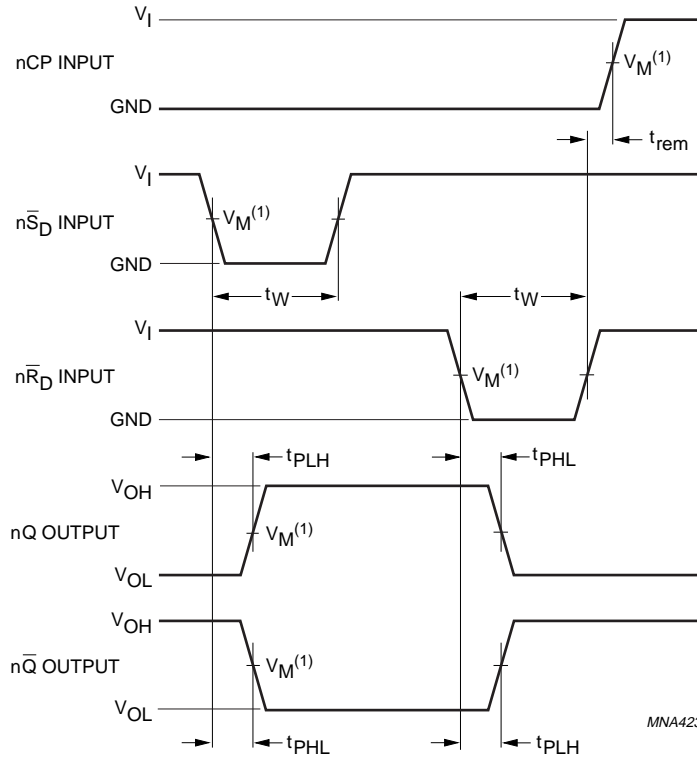 V_I
nCP INPUT
V_M^(1)
GND
t_rem
V_I
nS̅_D INPUT
V_M^(1)
GND
t_W
t_W
V_I
nR̅_D INPUT
V_M^(1)
GND
t_PLH
t_PHL
V_OH
nQ OUTPUT
V_M^(1)
V_OL
V_OH
nQ̅ OUTPUT
V_M^(1)
V_OL
MNA423
t_PHL
t_PLH